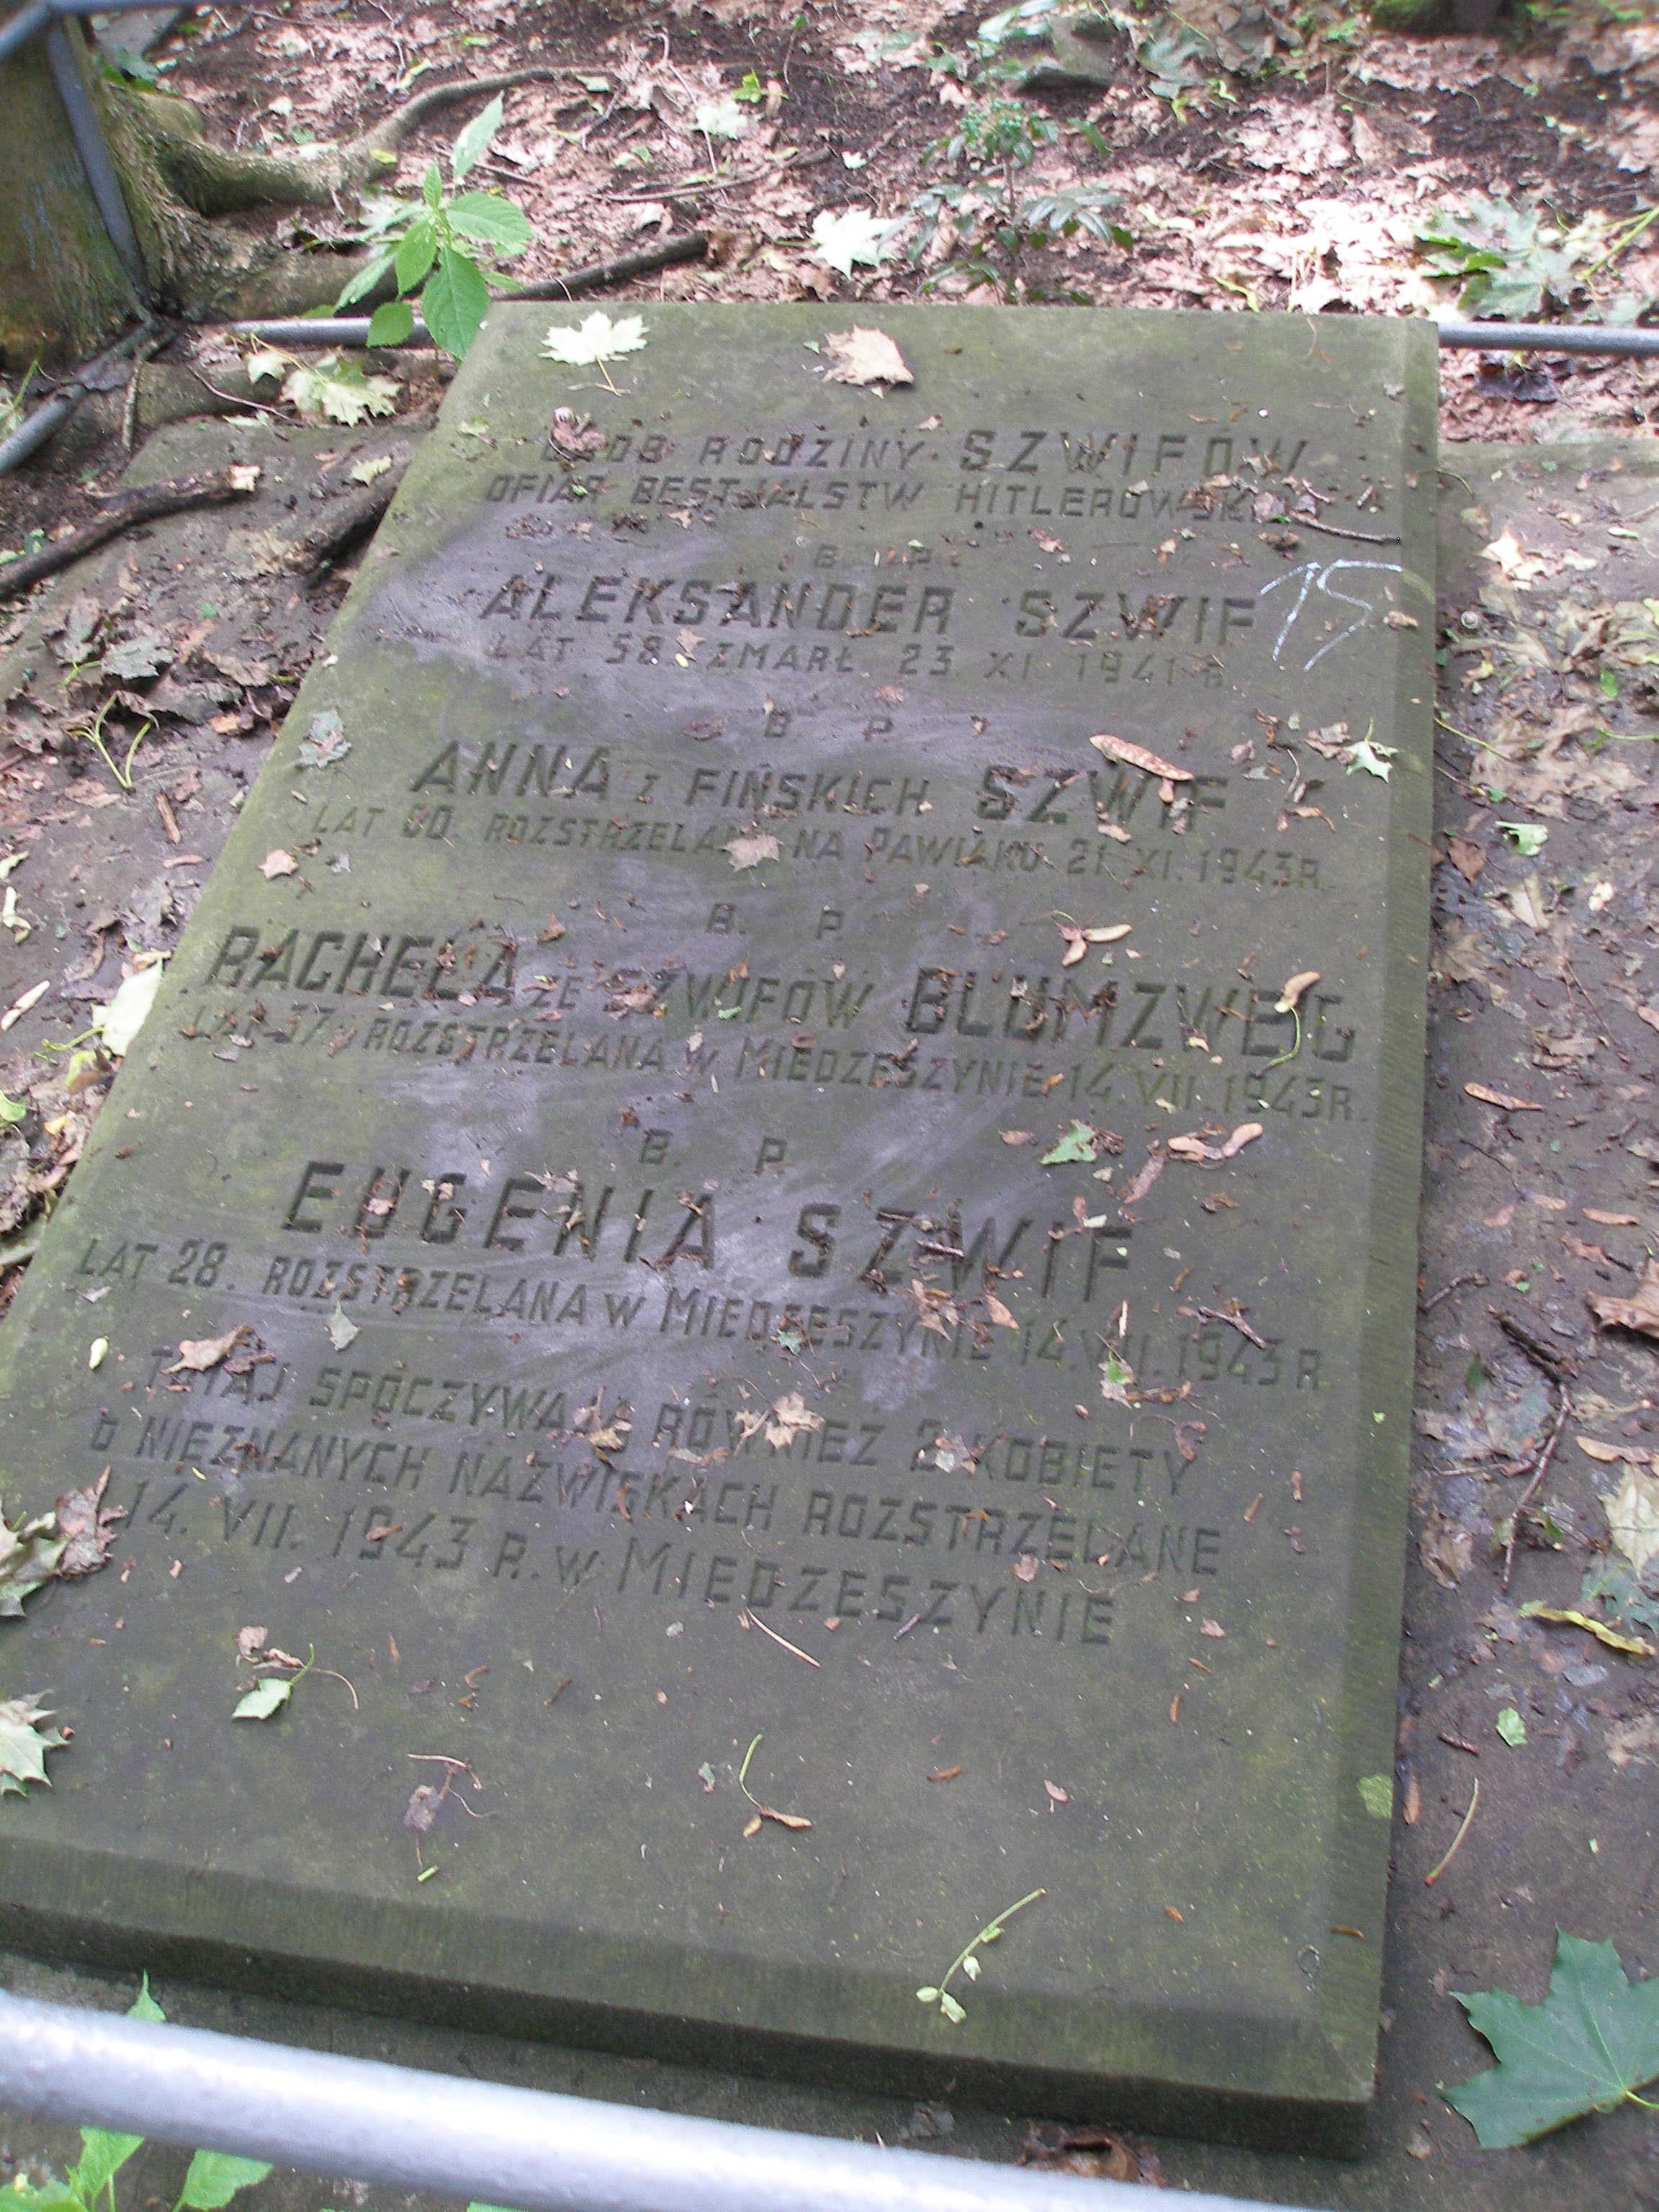 GRÓB RODZINY SZWIFÓW
OFIAR BESTJALSTW HITLEROWSKICH
B. P.
ALEKSANDER SZWIF
LAT 58 ZMARŁ 23. XI. 1941 R
15
B. P.
ANNA Z FIŃSKICH SZWIF
LAT 60. ROZSTRZELANA NA PAWIAKU 21. XI. 1943 R.
B. P.
RACHELA ZE SZWIFÓW BLUMZWEIG
LAT 37. ROZSTRZELANA W MIEDZESZYNIE 14. VII. 1943 R.
B. P.
EUGENIA SZWIF
LAT 28. ROZSTRZELANA W MIEDZESZYNIE 14. VII. 1943 R
TUTAJ SPOCZYWAJĄ RÓWNIEŻ 2 KOBIETY
O NIEZNANYCH NAZWISKACH ROZSTRZELANE
14. VII. 1943 R. W MIEDZESZYNIE